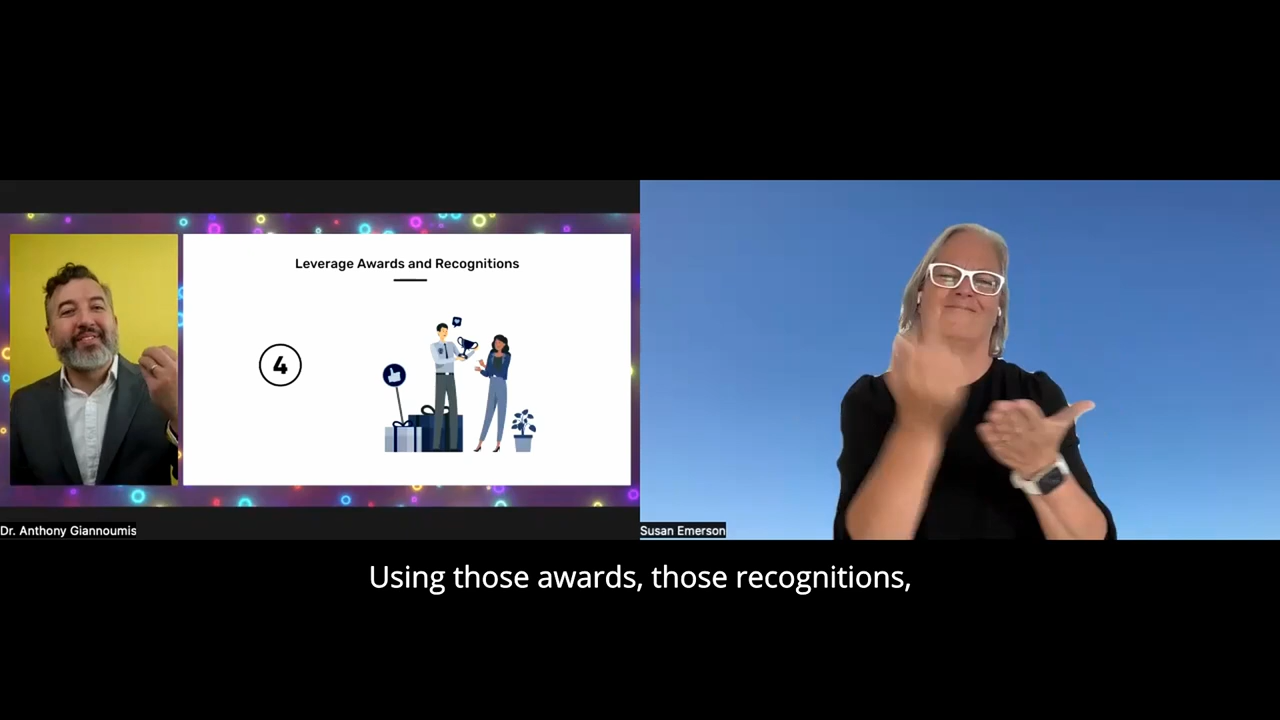 Leverage Awards and Recognitions
4
Dr. Anthony Giannoumis
Susan Emerson
Using those awards, those recognitions,